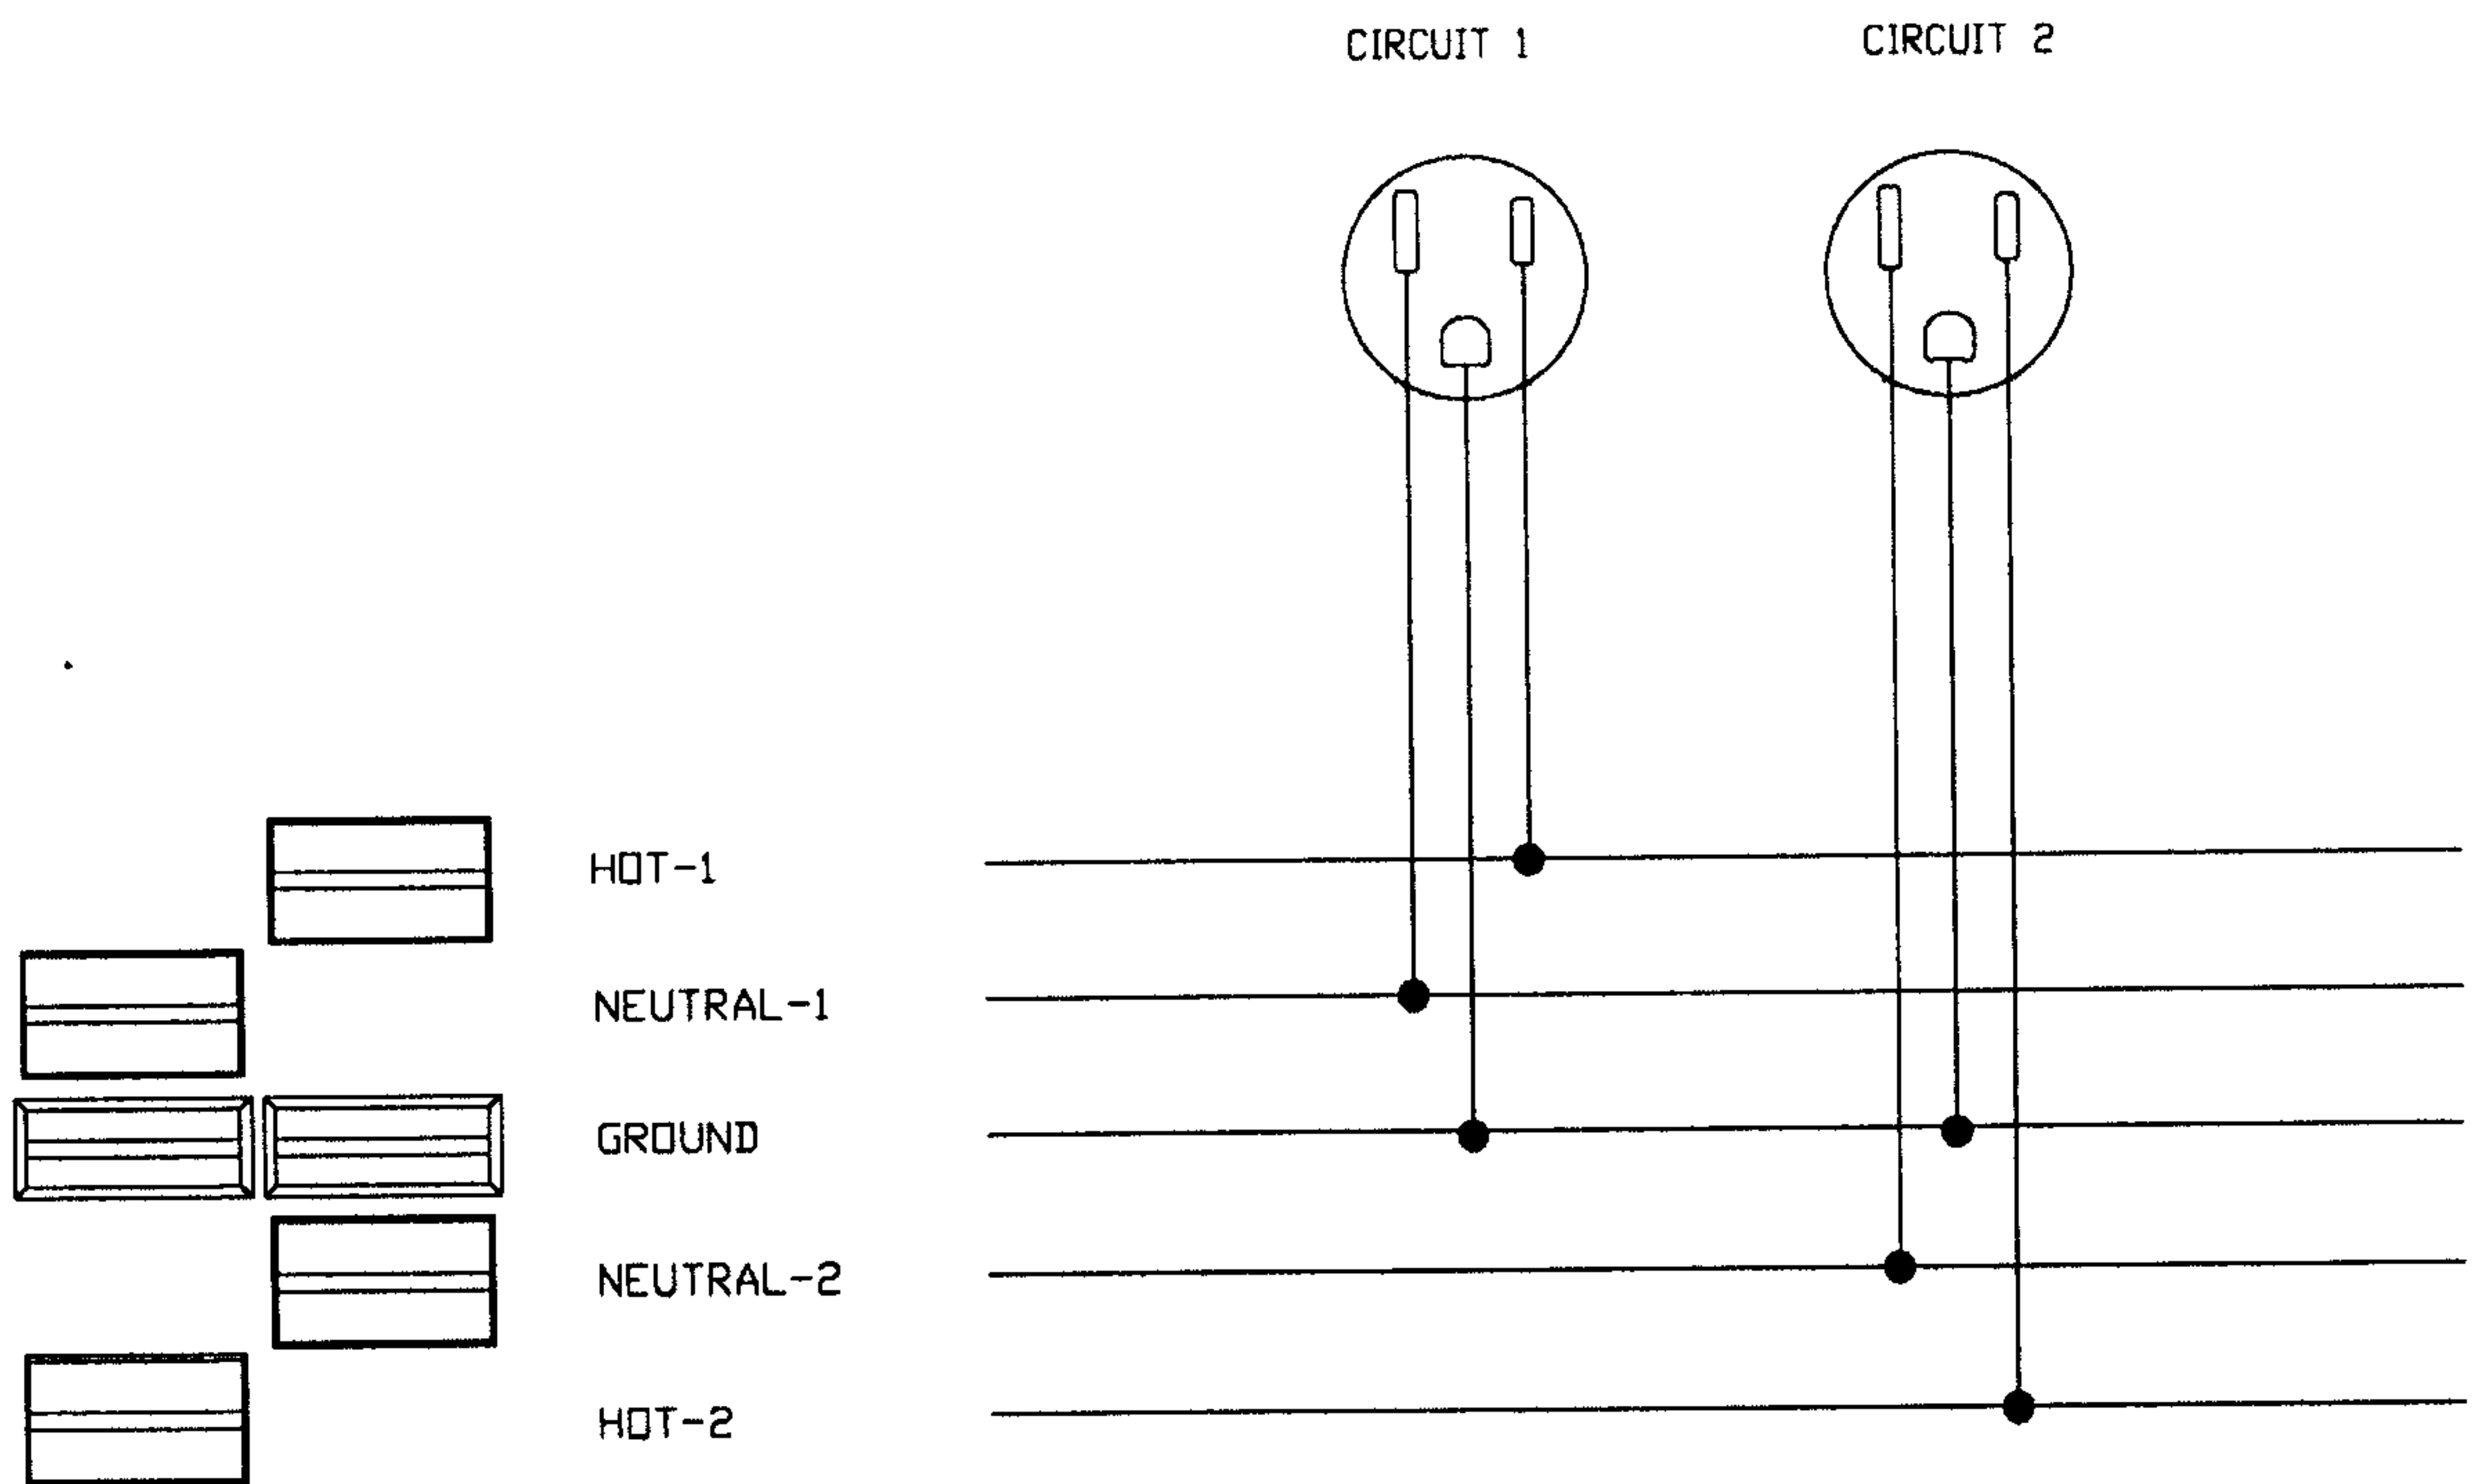 CIRCUIT 1
CIRCUIT 2
HOT-1
NEUTRAL-1
GROUND
NEUTRAL-2
HOT-2